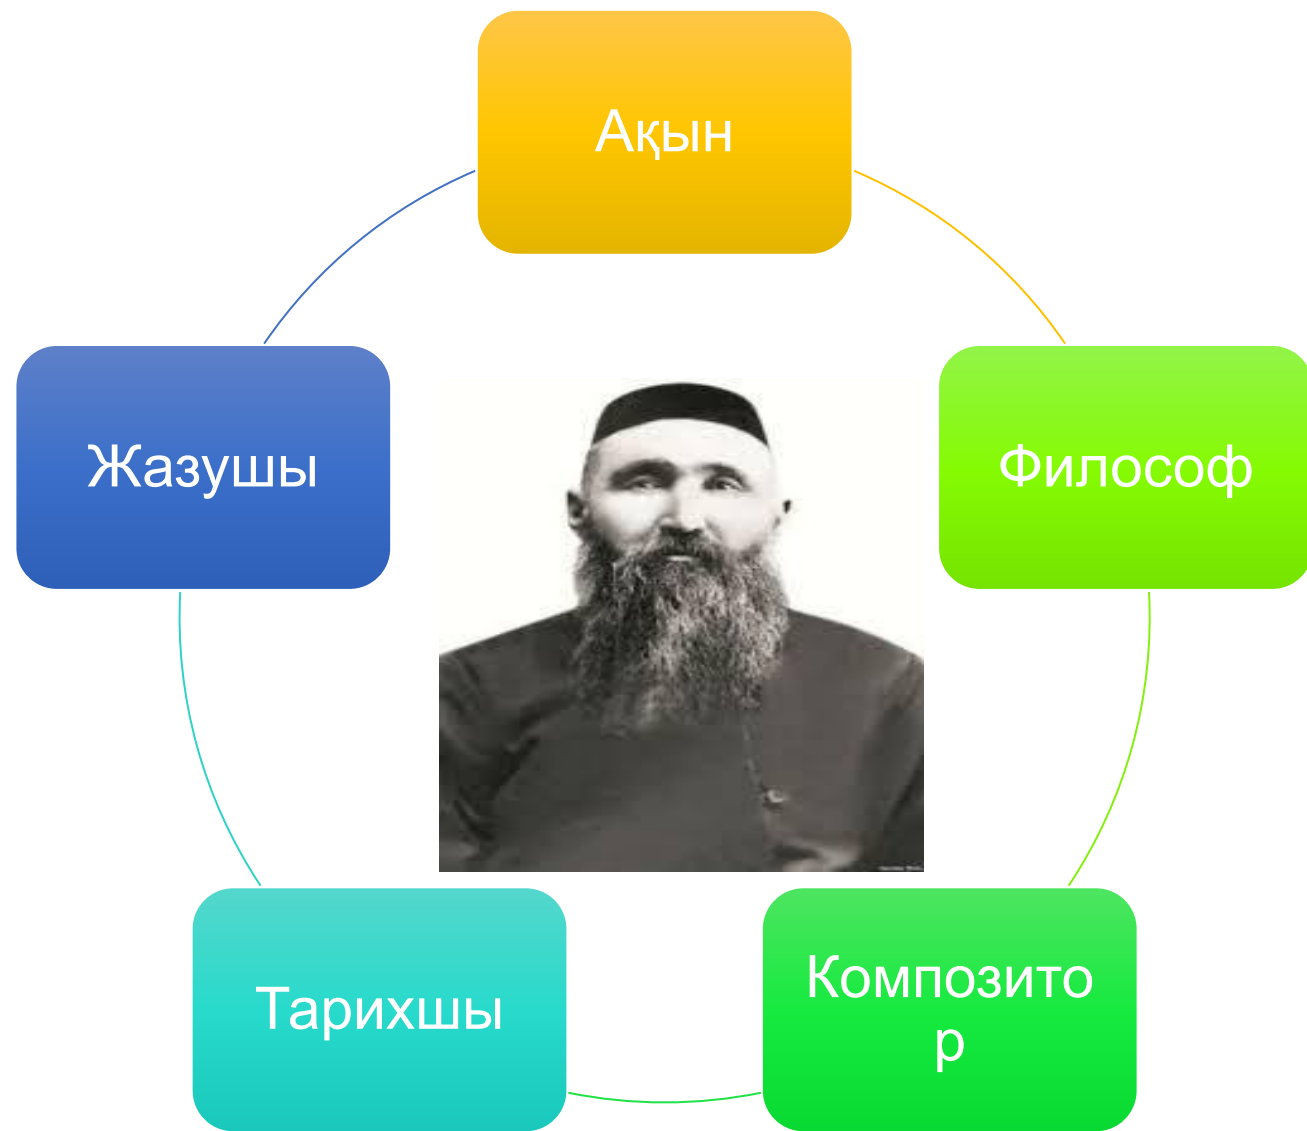 Ақын
Жазушы
Философ
Тарихшы
Композито
р